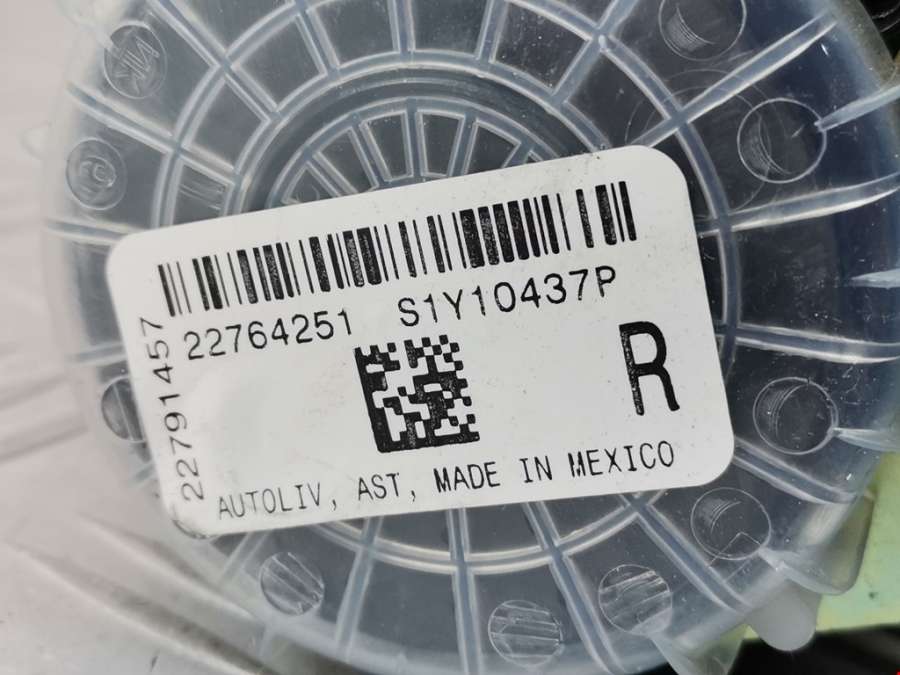 22764251 S1Y10437P
22791457
R
AUTOLIV, AST, MADE IN MEXICO